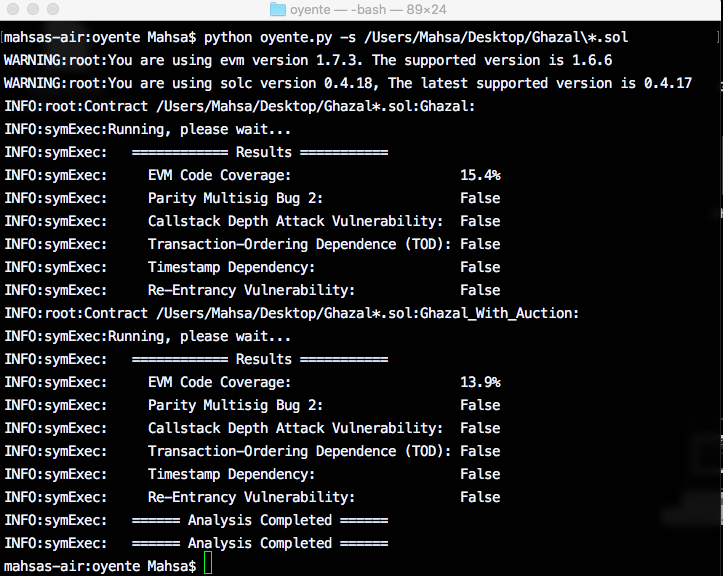 oyente — -bash — 89×24
mahsas-air:oyente Mahsa$ python oyente.py -s /Users/Mahsa/Desktop/Ghazal\*.sol
WARNING:root:You are using evm version 1.7.3. The supported version is 1.6.6
WARNING:root:You are using solc version 0.4.18, The latest supported version is 0.4.17
INFO:root:Contract /Users/Mahsa/Desktop/Ghazal*.sol:Ghazal:
INFO:symExec:Running, please wait...
INFO:symExec:   ============ Results ===========
INFO:symExec:     EVM Code Coverage:                     15.4%
INFO:symExec:     Parity Multisig Bug 2:                 False
INFO:symExec:     Callstack Depth Attack Vulnerability:  False
INFO:symExec:     Transaction-Ordering Dependence (TOD): False
INFO:symExec:     Timestamp Dependency:                  False
INFO:symExec:     Re-Entrancy Vulnerability:             False
INFO:root:Contract /Users/Mahsa/Desktop/Ghazal*.sol:Ghazal_With_Auction:
INFO:symExec:Running, please wait...
INFO:symExec:   ============ Results ===========
INFO:symExec:     EVM Code Coverage:                     13.9%
INFO:symExec:     Parity Multisig Bug 2:                 False
INFO:symExec:     Callstack Depth Attack Vulnerability:  False
INFO:symExec:     Transaction-Ordering Dependence (TOD): False
INFO:symExec:     Timestamp Dependency:                  False
INFO:symExec:     Re-Entrancy Vulnerability:             False
INFO:symExec:   ====== Analysis Completed ======
INFO:symExec:   ====== Analysis Completed ======
mahsas-air:oyente Mahsa$